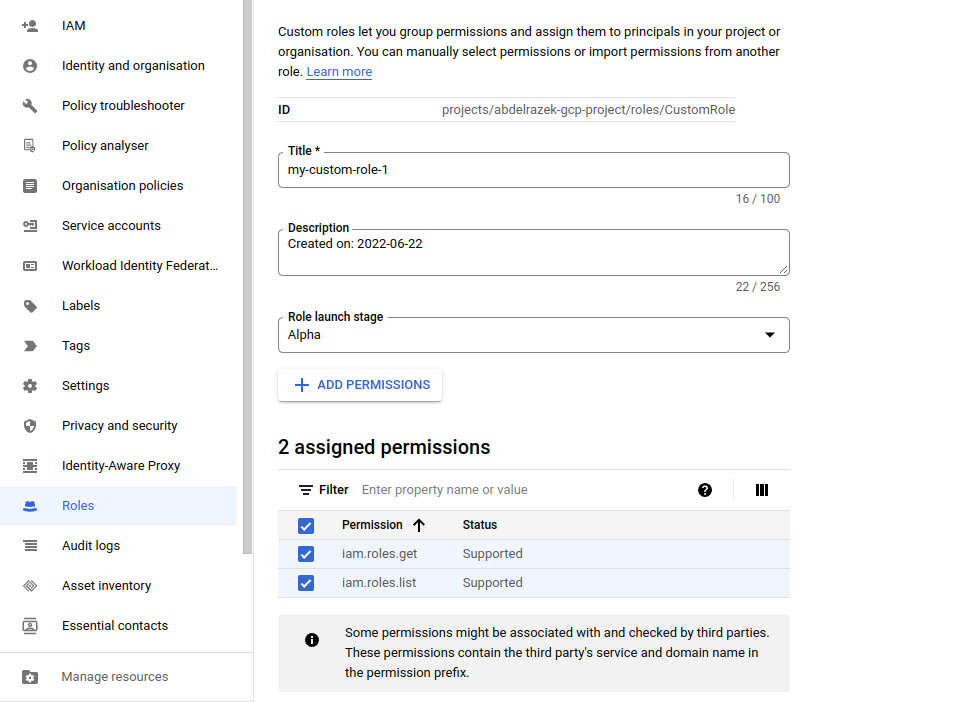 IAM
Identity and organisation
Policy troubleshooter
Policy analyser
Organisation policies
Service accounts
Workload Identity Federat...
Labels
Tags
Settings
Privacy and security
Identity-Aware Proxy
Roles
Audit logs
Asset inventory
Essential contacts
Manage resources
Custom roles let you group permissions and assign them to principals in your project or
organisation. You can manually select permissions or import permissions from another
role. Learn more
ID projects/abdelrazek-gcp-project/roles/CustomRole
Title *
my-custom-role-1
16 / 100
Description
Created on: 2022-06-22
22 / 256
Role launch stage
Alpha
ADD PERMISSIONS
2 assigned permissions
Filter Enter property name or value
Permission Status
iam.roles.get Supported
iam.roles.list Supported
Some permissions might be associated with and checked by third parties.
These permissions contain the third party's service and domain name in
the permission prefix.